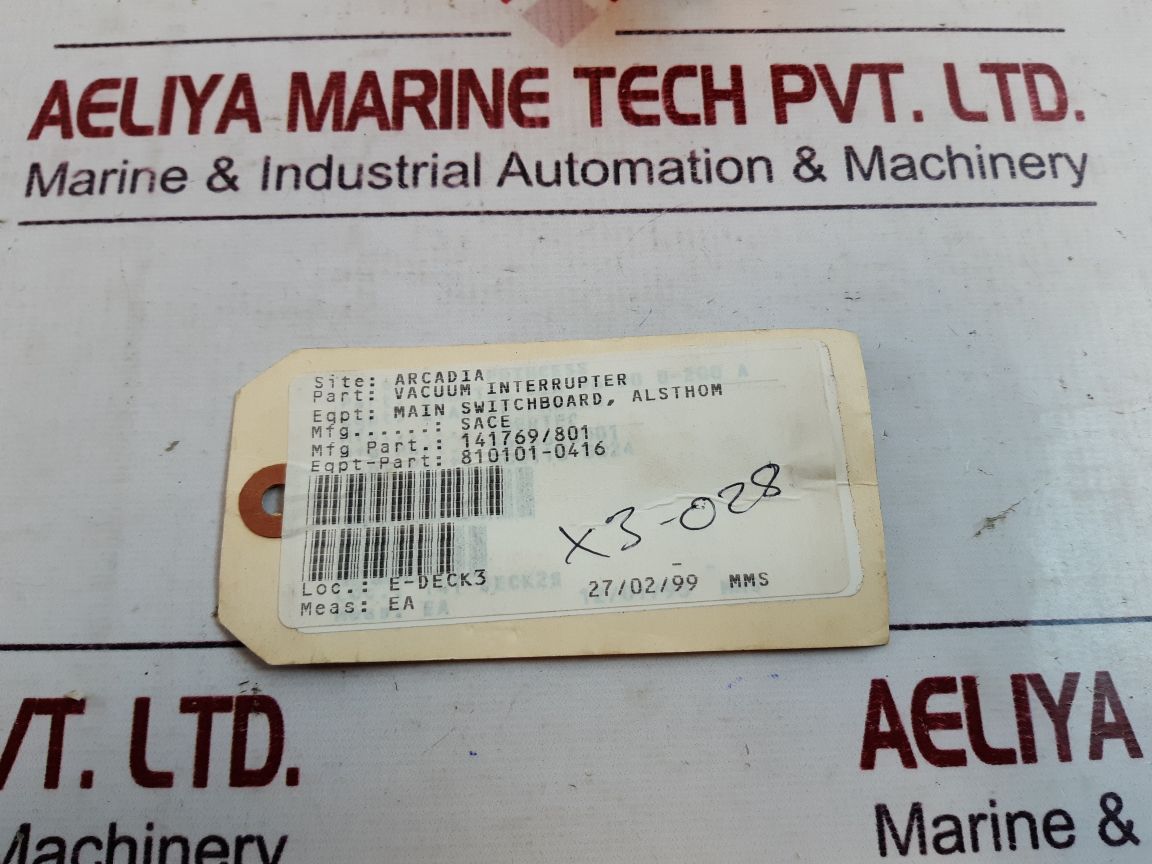 AELIYA MARINE TECH PVT. LTD.
Marine & Industrial Automation & Machinery
Site: ARCADIA
Part: VACUUM INTERRUPTER
Eqpt: MAIN SWITCHBOARD, ALSTHOM
Mfg......: SACE
Mfg Part.: 141769/801
Eqpt-Part: 810101-0416
X3-028
Loc.: E-DECK3
27/02/99 MMS
Meas: EA
VT. LTD.
AELIYA
Machinery
Marine &